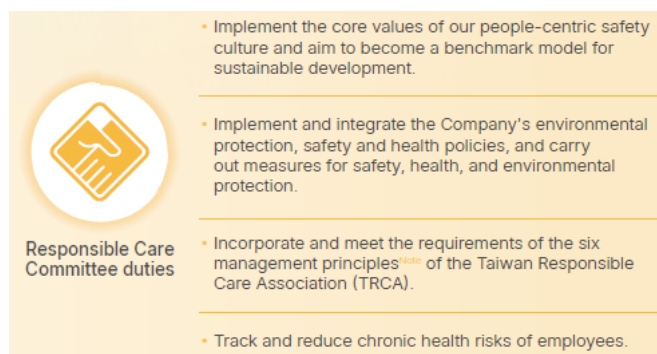 Responsible Care
Committee duties
• Implement the core values of our people-centric safety
culture and aim to become a benchmark model for
sustainable development.
• Implement and integrate the Company's environmental
protection, safety and health policies, and carry
out measures for safety, health, and environmental
protection.
• Incorporate and meet the requirements of the six
management principlesNote of the Taiwan Responsible
Care Association (TRCA).
• Track and reduce chronic health risks of employees.